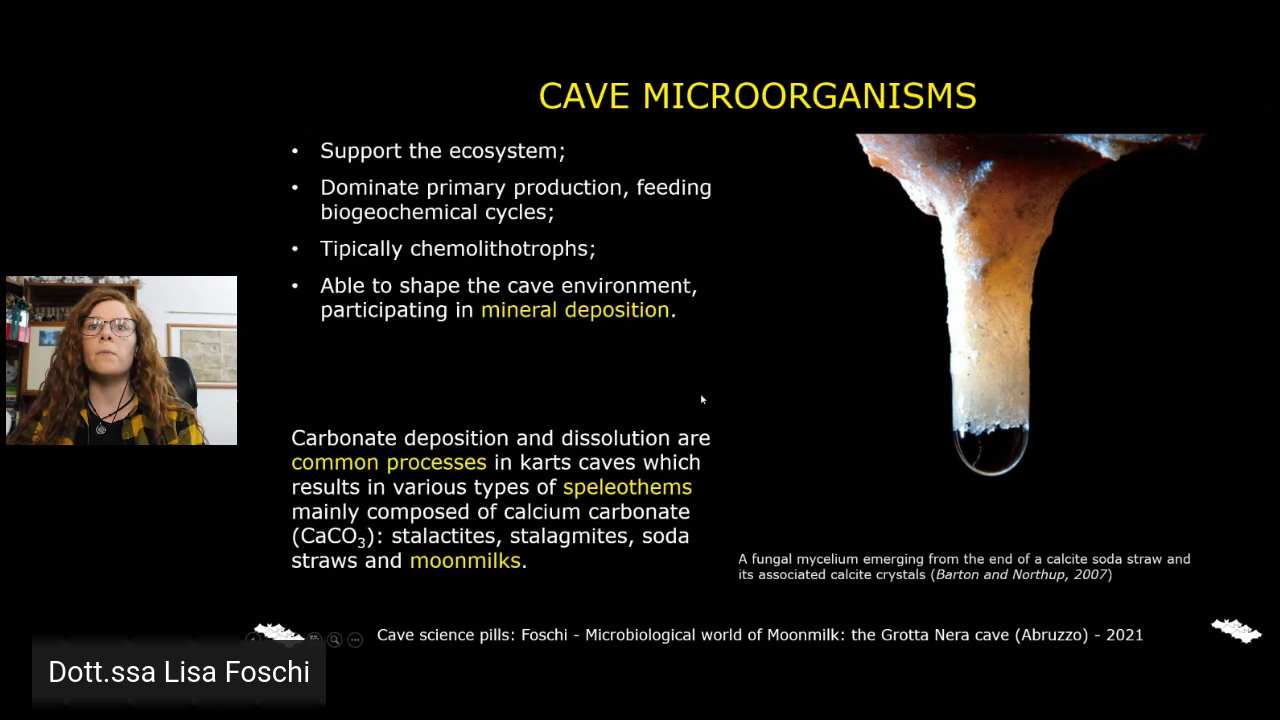 CAVE MICROORGANISMS
• Support the ecosystem;
• Dominate primary production, feeding
biogeochemical cycles;
• Tipically chemolithotrophs;
• Able to shape the cave environment,
participating in mineral deposition.
Carbonate deposition and dissolution are
common processes in karts caves which
results in various types of speleothems
mainly composed of calcium carbonate
(CaCO₃): stalactites, stalagmites, soda
straws and moonmilks.
A fungal mycelium emerging from the end of a calcite soda straw and
its associated calcite crystals (Barton and Northup, 2007)
Cave science pills: Foschi - Microbiological world of Moonmilk: the Grotta Nera cave (Abruzzo) - 2021
Dott.ssa Lisa Foschi